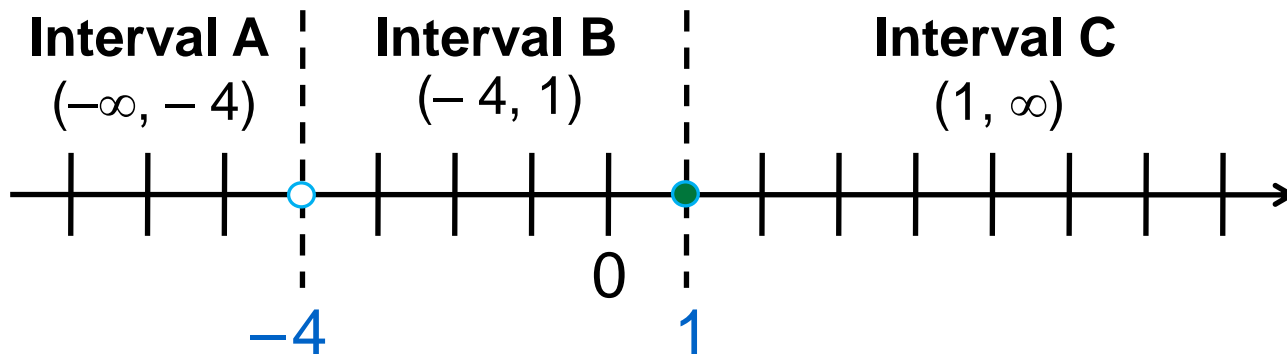 Interval A Interval B Interval C
(−∞, − 4) (− 4, 1) (1, ∞)
0
−4 1